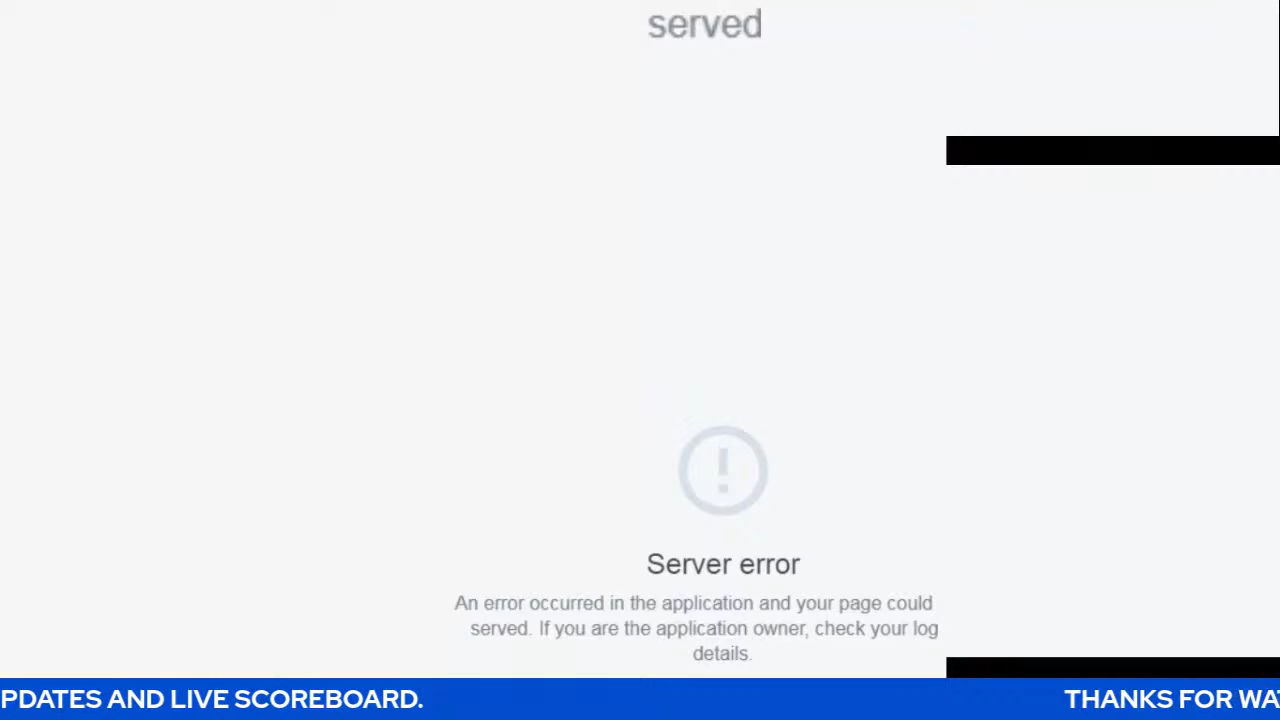 served
Server error
An error occurred in the application and your page could
served. If you are the application owner, check your log
details.
PDATES AND LIVE SCOREBOARD. THANKS FOR WA